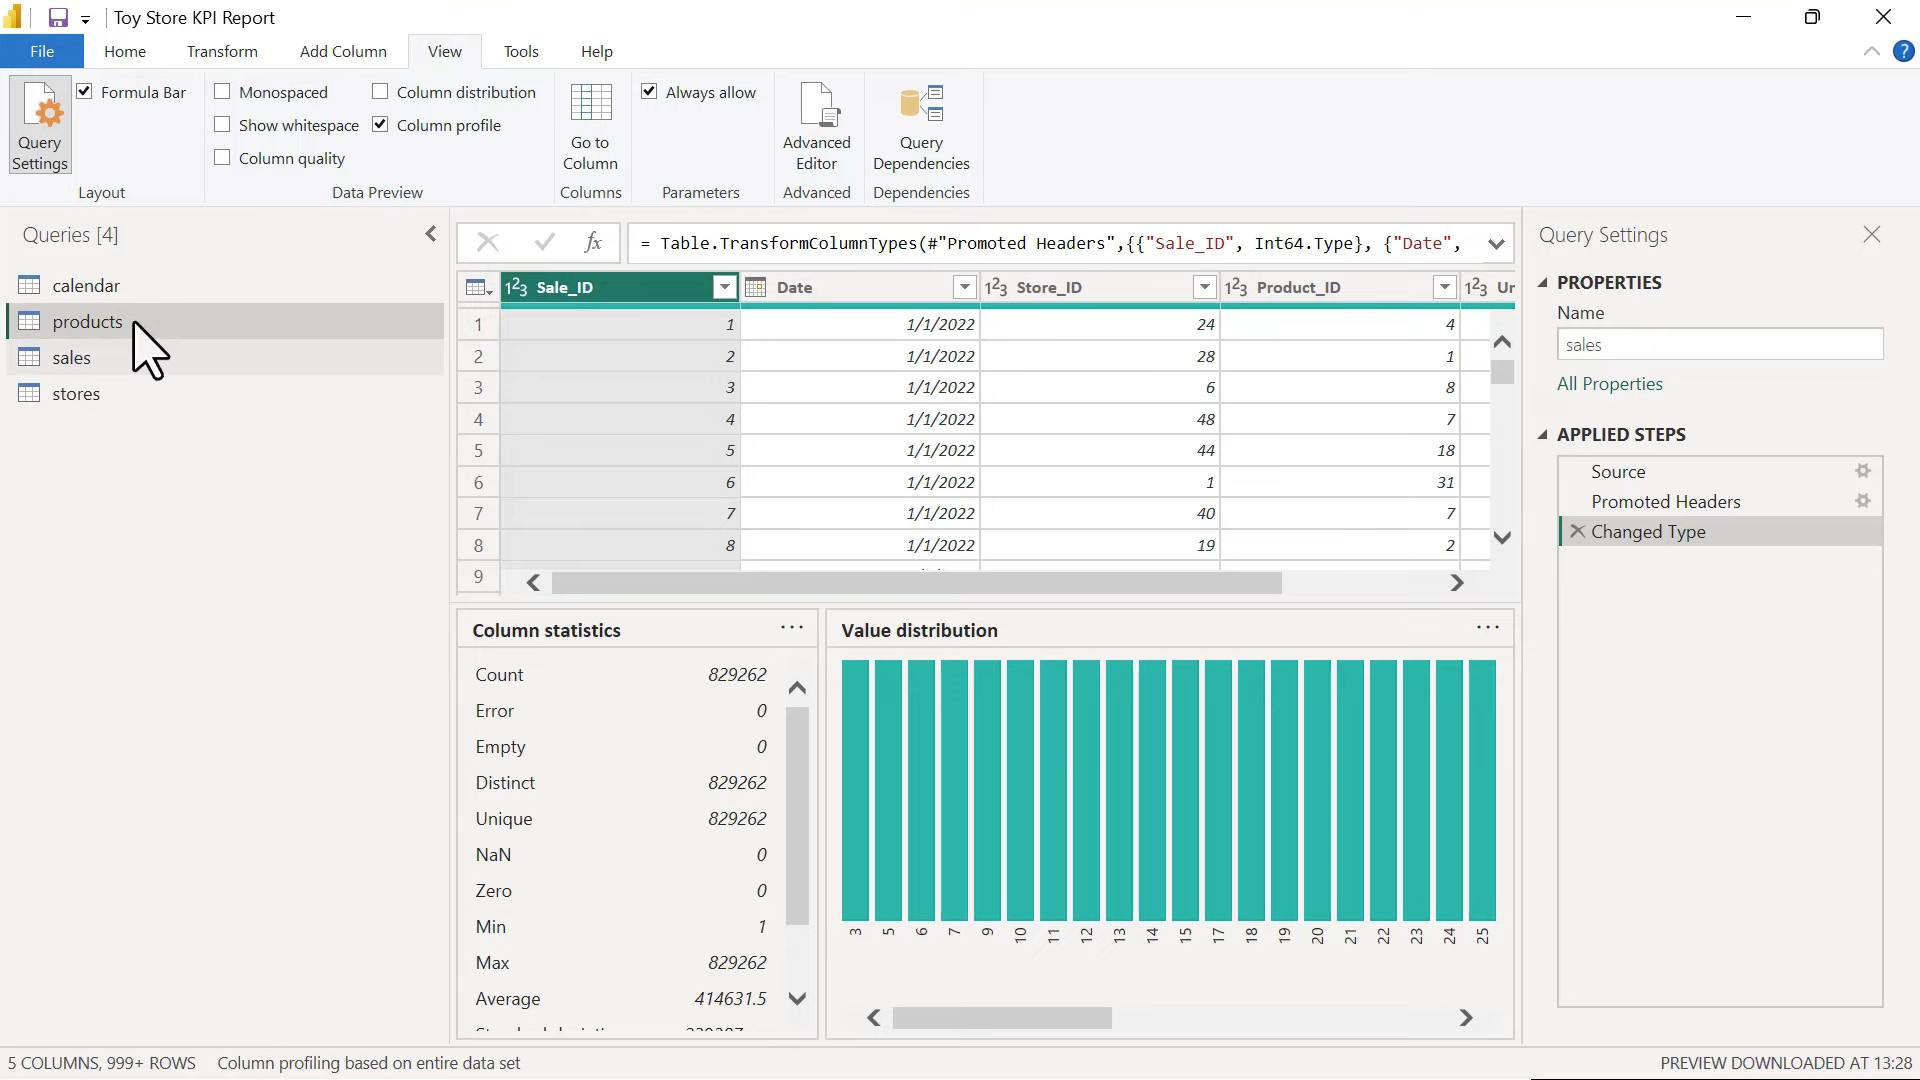 Toy Store KPI Report
File Home Transform Add Column View Tools Help
?
Query Settings
Formula Bar
Layout
Monospaced
Show whitespace
Column quality
Column distribution
Column profile
Data Preview
Go to Column
Columns
Always allow
Parameters
Advanced Editor
Advanced
Query Dependencies
Dependencies
Queries [4]
calendar
products
sales
stores
fx = Table.TransformColumnTypes(#"Promoted Headers",{{"Sale_ID", Int64.Type}, {"Date",
123 Sale_ID Date 123 Store_ID 123 Product_ID 123 Ur
1 1 1/1/2022 24 4
2 2 1/1/2022 28 1
3 3 1/1/2022 6 8
4 4 1/1/2022 48 7
5 5 1/1/2022 44 18
6 6 1/1/2022 1 31
7 7 1/1/2022 40 7
8 8 1/1/2022 19 2
9
Column statistics ...
Count 829262
Error 0
Empty 0
Distinct 829262
Unique 829262
NaN 0
Zero 0
Min 1
Max 829262
Average 414631.5
Value distribution ...
3 5 6 7 9 10 11 12 13 14 15 17 18 19 20 21 22 23 24 25
Query Settings
PROPERTIES
Name
sales
All Properties
APPLIED STEPS
Source
Promoted Headers
Changed Type
5 COLUMNS, 999+ ROWS Column profiling based on entire data set
PREVIEW DOWNLOADED AT 13:28